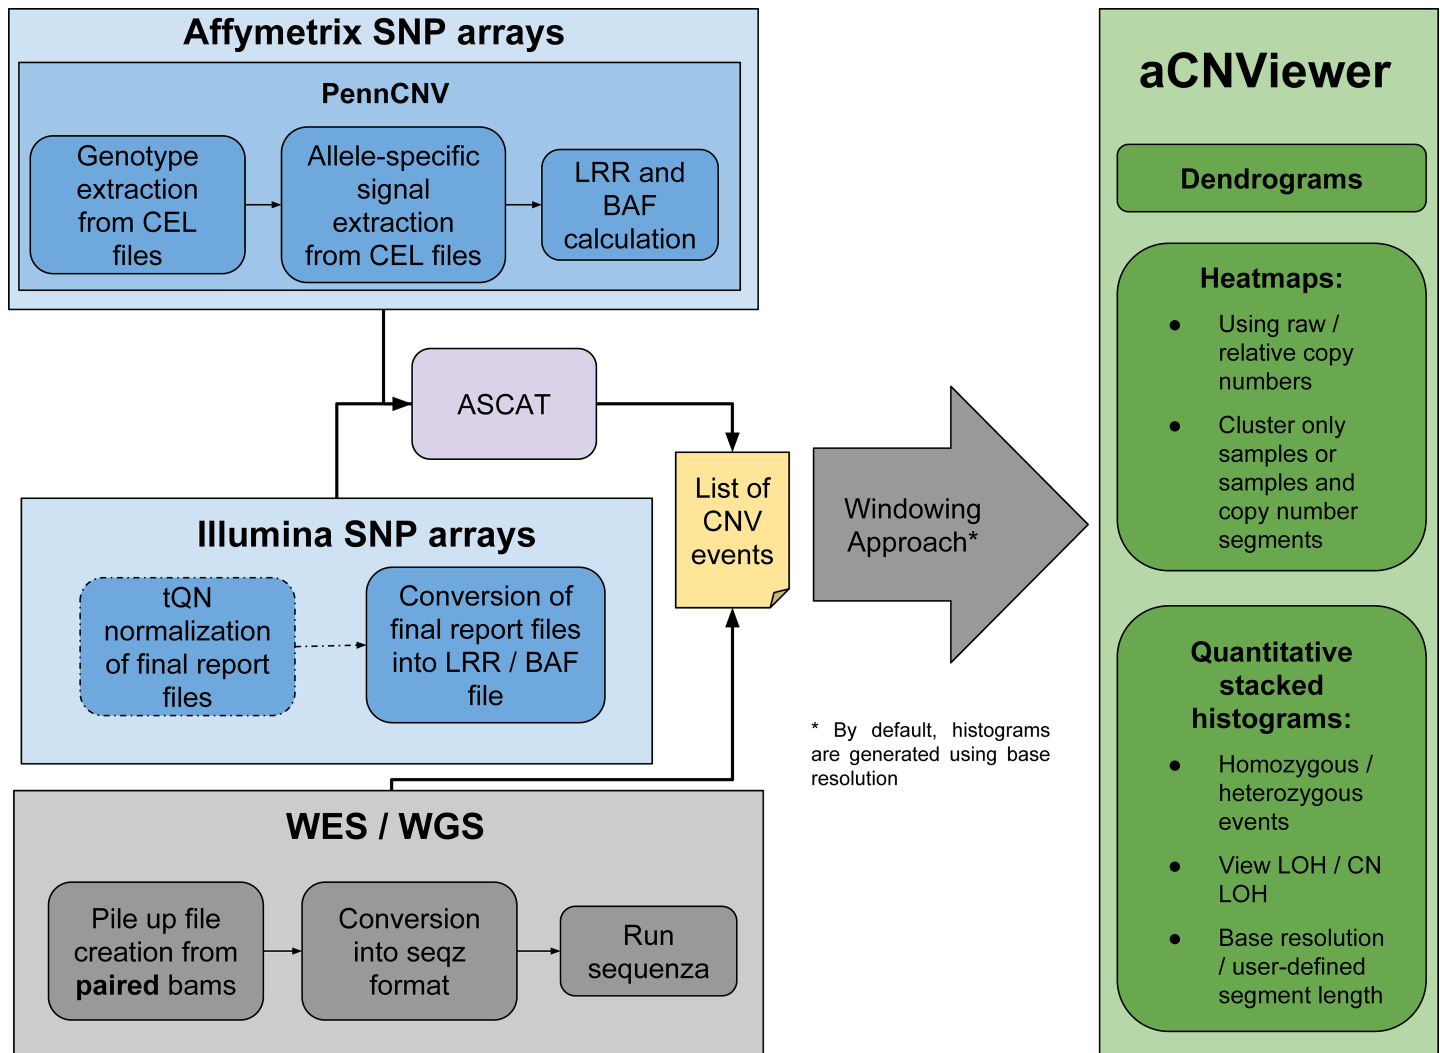 Affymetrix SNP arrays
PennCNV
Genotype
extraction
from CEL
files
Allele-specific
signal
extraction
from CEL files
LRR and
BAF
calculation
ASCAT
Illumina SNP arrays
tQN
normalization
of final report
files
Conversion of
final report files
into LRR / BAF
file
WES / WGS
Pile up file
creation from
paired bams
Conversion
into seqz
format
Run
sequenza
List of
CNV
events
Windowing
Approach*
* By default, histograms
are generated using base
resolution
aCNViewer
Dendrograms
Heatmaps:
● Using raw /
relative copy
numbers
● Cluster only
samples or
samples and
copy number
segments
Quantitative
stacked
histograms:
● Homozygous /
heterozygous
events
● View LOH / CN
LOH
● Base resolution
/ user-defined
segment length